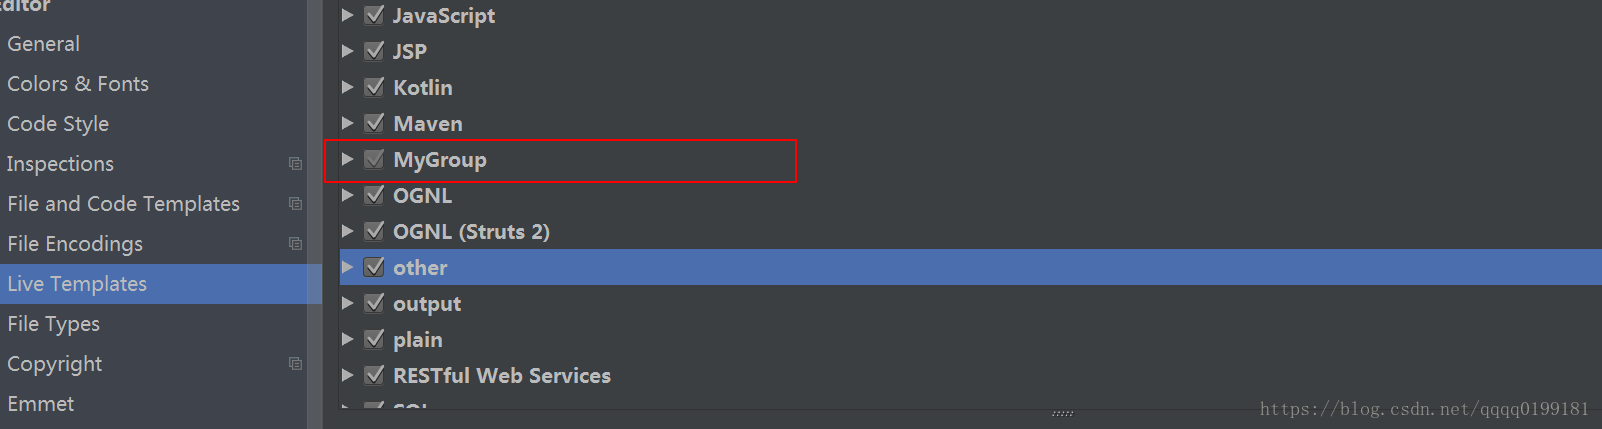 Editor
General
Colors & Fonts
Code Style
Inspections
File and Code Templates
File Encodings
Live Templates
File Types
Copyright
Emmet
JavaScript
JSP
Kotlin
Maven
MyGroup
OGNL
OGNL (Struts 2)
other
output
plain
RESTful Web Services
SQL
https://blog.csdn.net/qqqq0199181